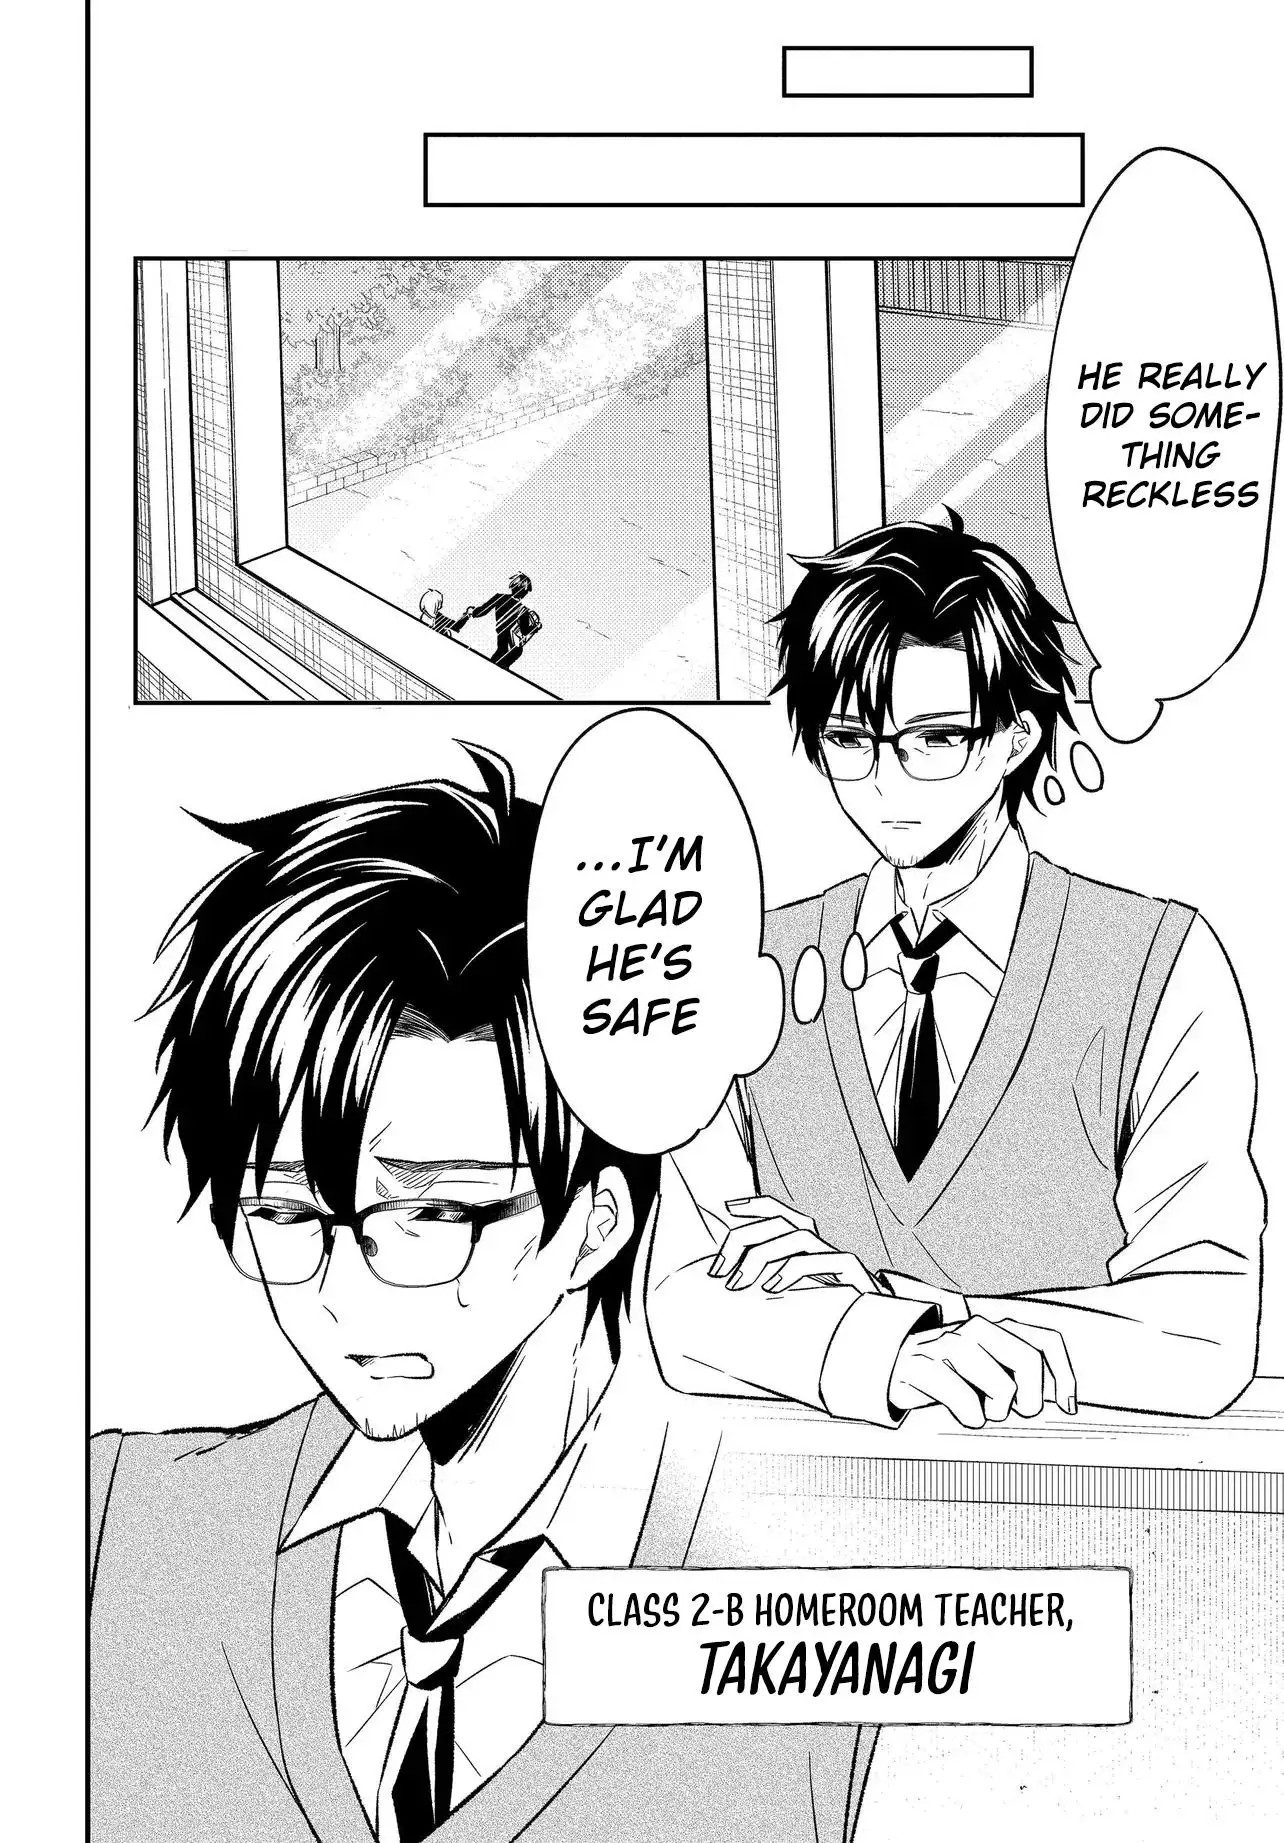 HE REALLY
DID SOME-
THING
RECKLESS
...I'M
GLAD
HE'S
SAFE
CLASS 2-B HOMEROOM TEACHER,
TAKAYANAGI